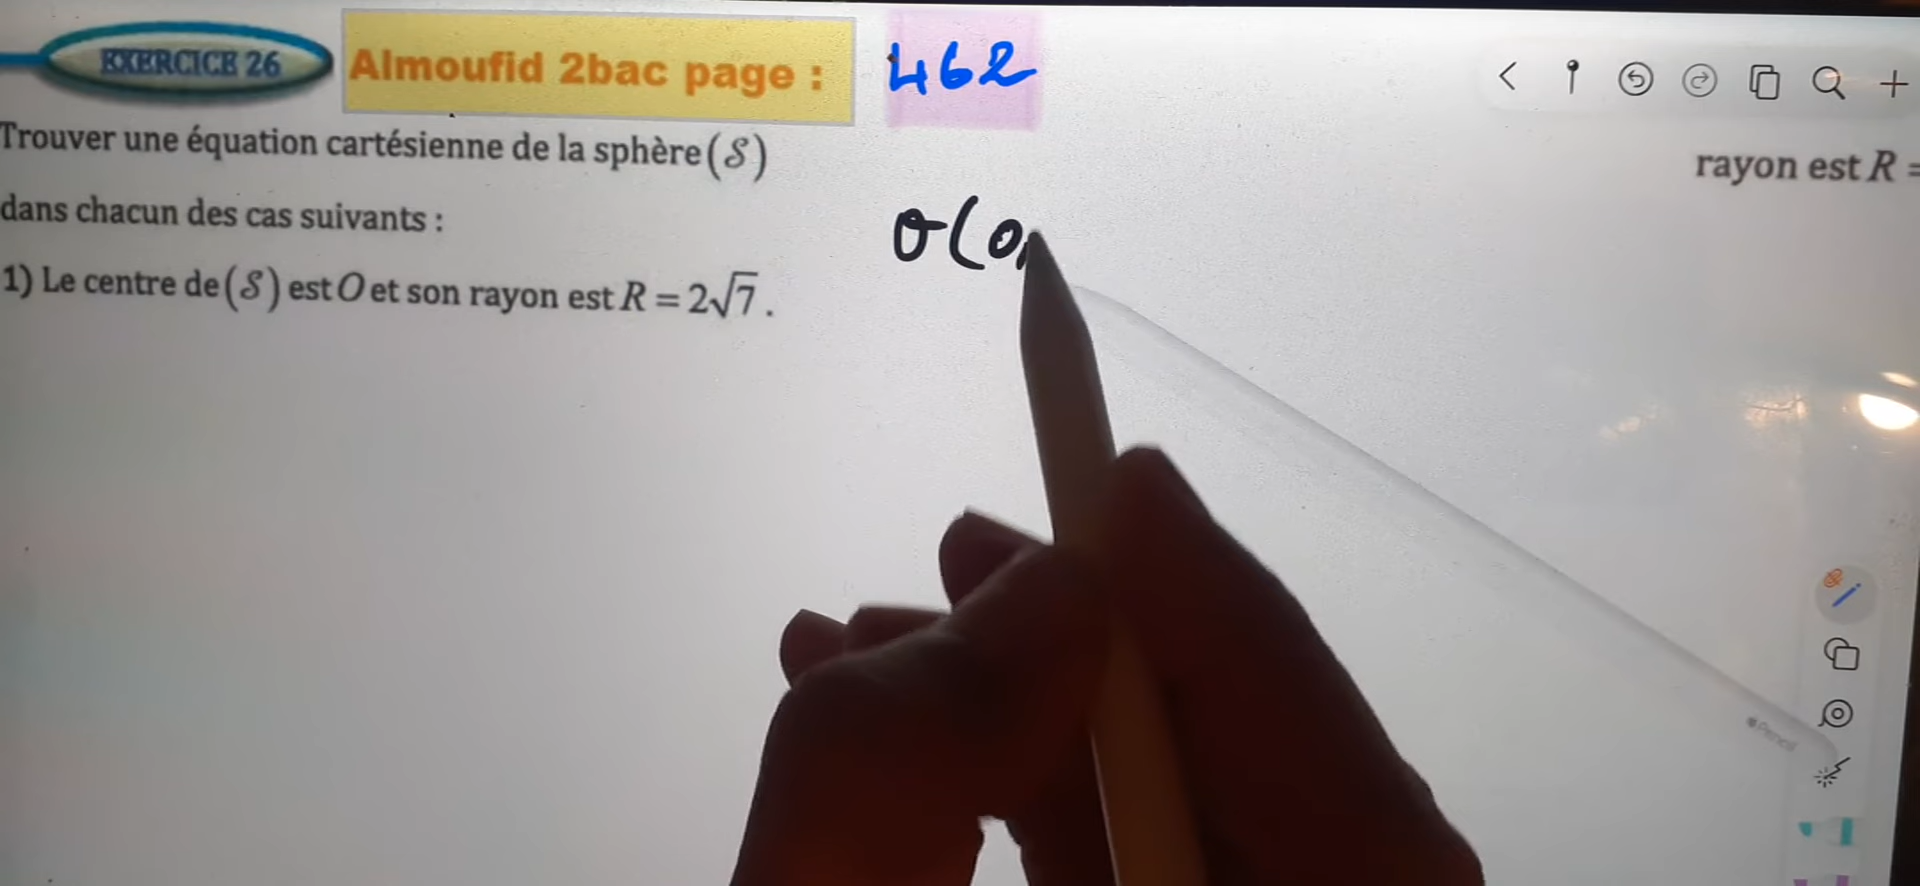 EXERCICE 26
Almoufid 2bac page : 462
Trouver une équation cartésienne de la sphère (𝒮)
dans chacun des cas suivants :
1) Le centre de (𝒮) est O et son rayon est R = 2√7 .
O(0,
rayon est R =
Pencil